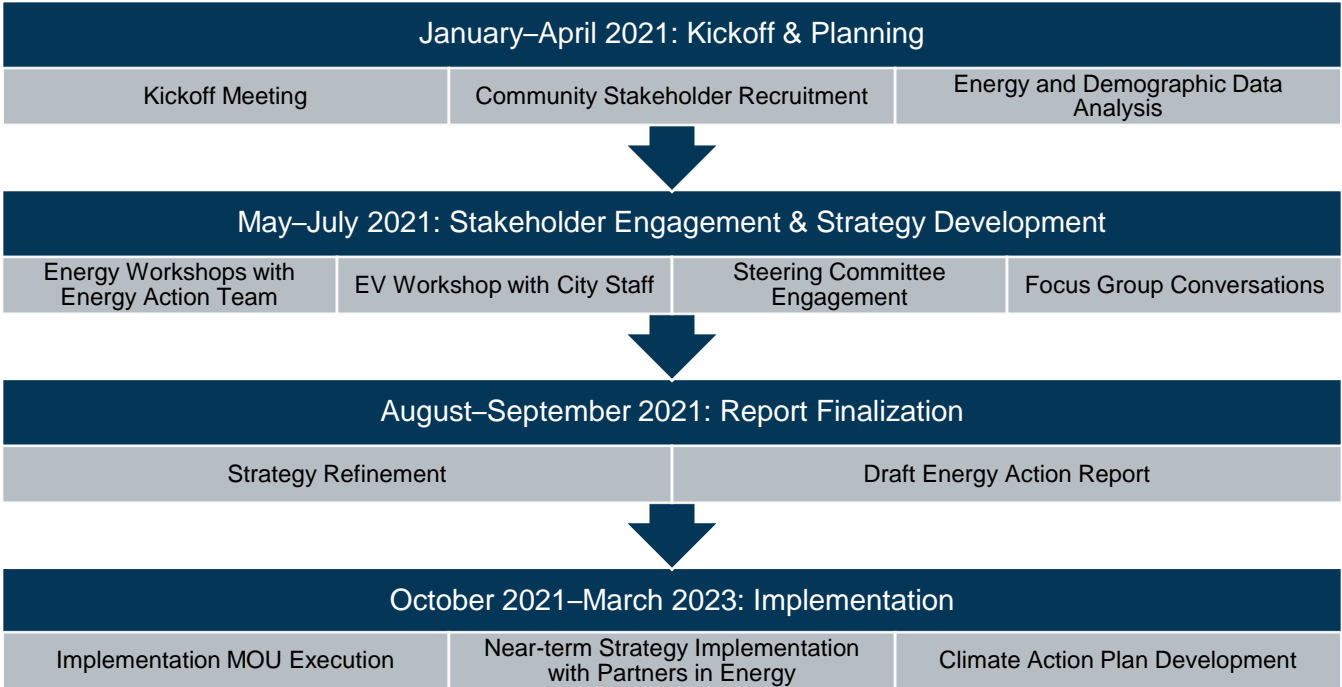 January–April 2021: Kickoff & Planning
Kickoff Meeting
Community Stakeholder Recruitment
Energy and Demographic Data
Analysis
May–July 2021: Stakeholder Engagement & Strategy Development
Energy Workshops with
Energy Action Team
EV Workshop with City Staff
Steering Committee
Engagement
Focus Group Conversations
August–September 2021: Report Finalization
Strategy Refinement
Draft Energy Action Report
October 2021–March 2023: Implementation
Implementation MOU Execution
Near-term Strategy Implementation
with Partners in Energy
Climate Action Plan Development